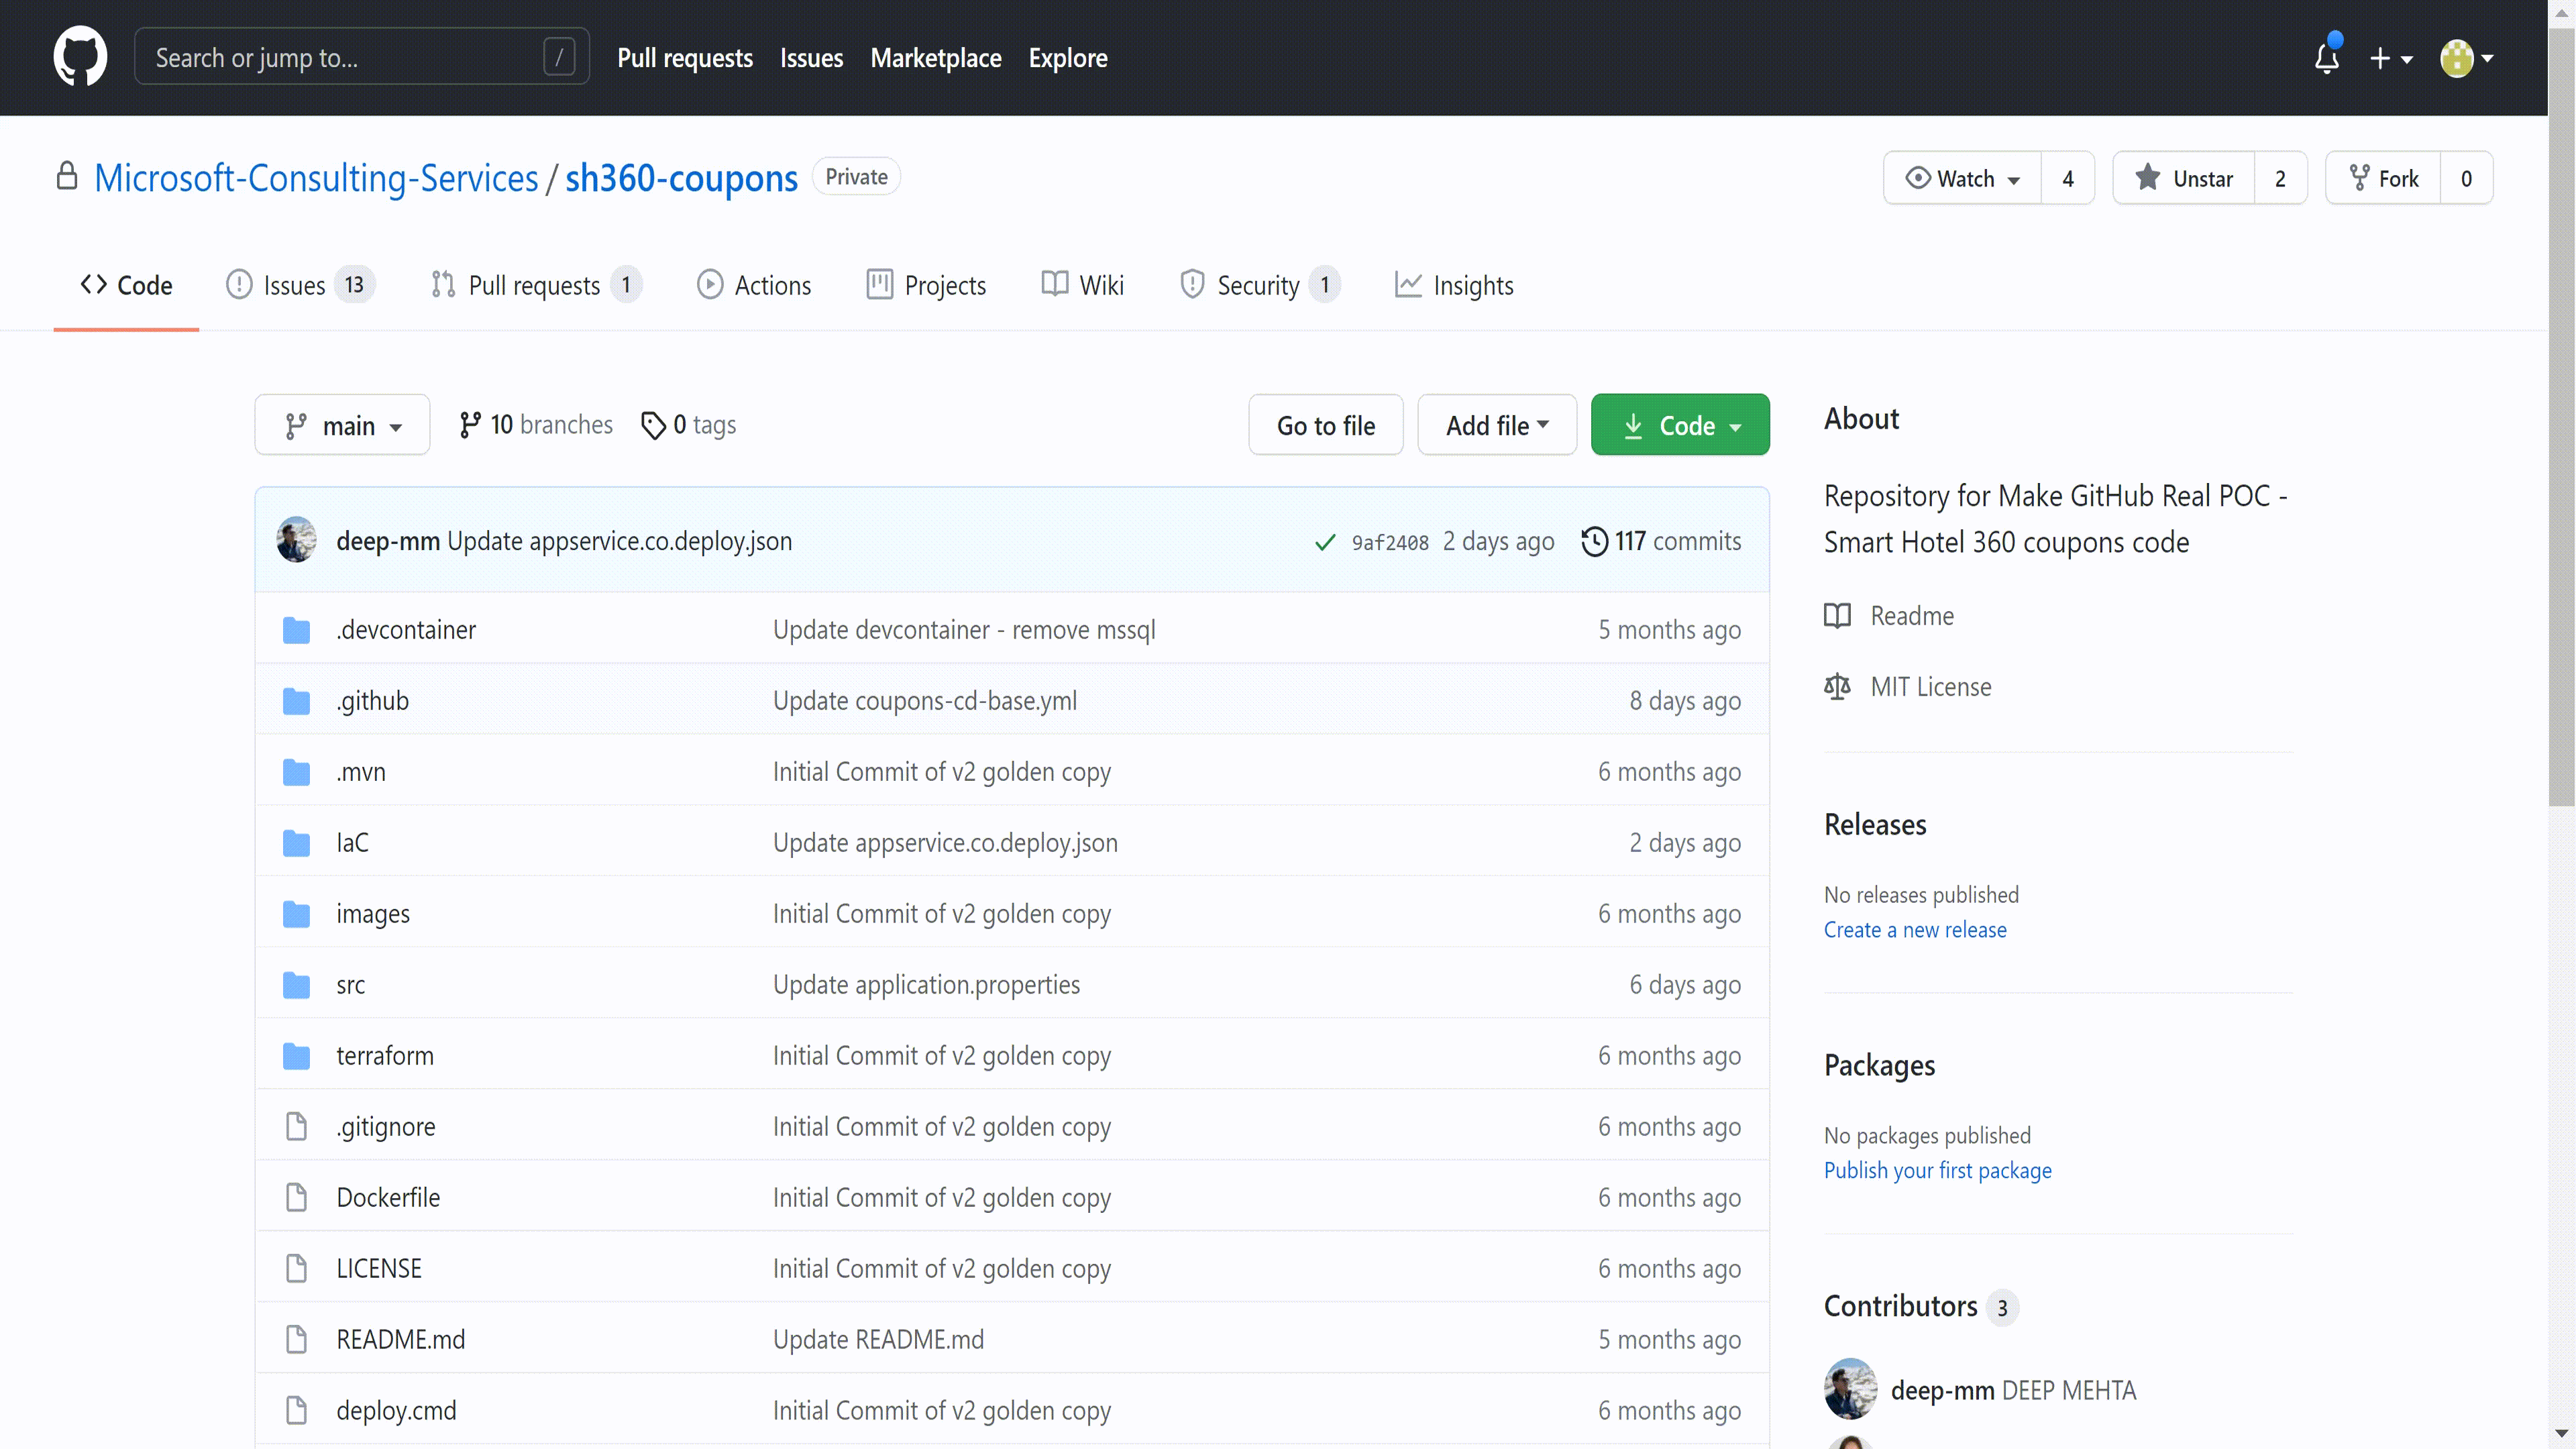 Search or jump to... /
Pull requests Issues Marketplace Explore
Microsoft-Consulting-Services / sh360-coupons Private
Watch 4 Unstar 2 Fork 0
Code Issues 13 Pull requests 1 Actions Projects Wiki Security 1 Insights
main 10 branches 0 tags Go to file Add file Code
deep-mm Update appservice.co.deploy.json 9af2408 2 days ago 117 commits
.devcontainer Update devcontainer - remove mssql 5 months ago
.github Update coupons-cd-base.yml 8 days ago
.mvn Initial Commit of v2 golden copy 6 months ago
IaC Update appservice.co.deploy.json 2 days ago
images Initial Commit of v2 golden copy 6 months ago
src Update application.properties 6 days ago
terraform Initial Commit of v2 golden copy 6 months ago
.gitignore Initial Commit of v2 golden copy 6 months ago
Dockerfile Initial Commit of v2 golden copy 6 months ago
LICENSE Initial Commit of v2 golden copy 6 months ago
README.md Update README.md 5 months ago
deploy.cmd Initial Commit of v2 golden copy 6 months ago
About
Repository for Make GitHub Real POC -
Smart Hotel 360 coupons code
Readme
MIT License
Releases
No releases published
Create a new release
Packages
No packages published
Publish your first package
Contributors 3
deep-mm DEEP MEHTA